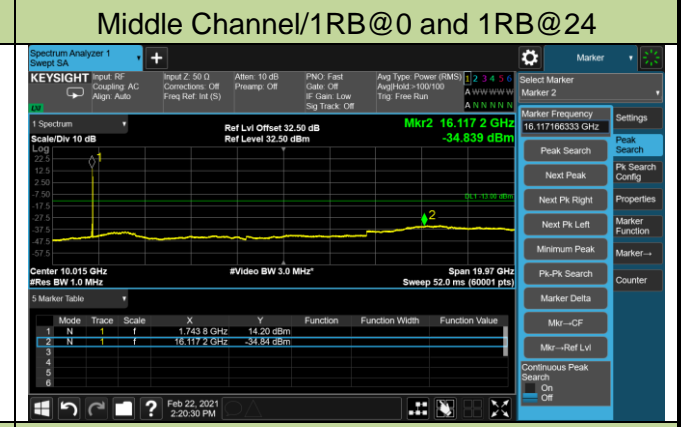 Middle Channel/1RB@0 and 1RB@24
Spectrum Analyzer 1
Swept SA
Marker
KEYSIGHT
Input: RF
Coupling: AC
Align: Auto
Input Z: 50 Ω
Corrections: Off
Freq Ref: Int (S)
Atten: 10 dB
Preamp: Off
PNO: Fast
Gate: Off
IF Gain: Low
Sig Track: Off
Avg Type: Power (RMS)
Avg|Hold:>100/100
Trig: Free Run
1 2 3 4 5 6
A W W W W W
A N N N N N
Select Marker
Marker 2
1 Spectrum
Scale/Div 10 dB
Ref Lvl Offset 32.50 dB
Ref Level 32.50 dBm
Mkr2 16.117 2 GHz
-34.839 dBm
Log
22.5
12.5
2.50
-7.50
-17.5
-27.5
-37.5
-47.5
-57.5
1
2
DL1 -13.00 dBm
Center 10.015 GHz
#Res BW 1.0 MHz
#Video BW 3.0 MHz*
Span 19.97 GHz
Sweep 52.0 ms (60001 pts)
5 Marker Table
Mode Trace Scale X Y Function Function Width Function Value
1 N 1 f 1.743 8 GHz 14.20 dBm
2 N 1 f 16.117 2 GHz -34.84 dBm
3
4
5
6
Marker Frequency
16.117166333 GHz
Peak Search
Next Peak
Next Pk Right
Next Pk Left
Minimum Peak
Pk-Pk Search
Marker Delta
Mkr→CF
Mkr→Ref Lvl
Continuous Peak
Search
On
Off
Settings
Peak
Search
Pk Search
Config
Properties
Marker
Function
Marker→
Counter
Feb 22, 2021
2:20:30 PM